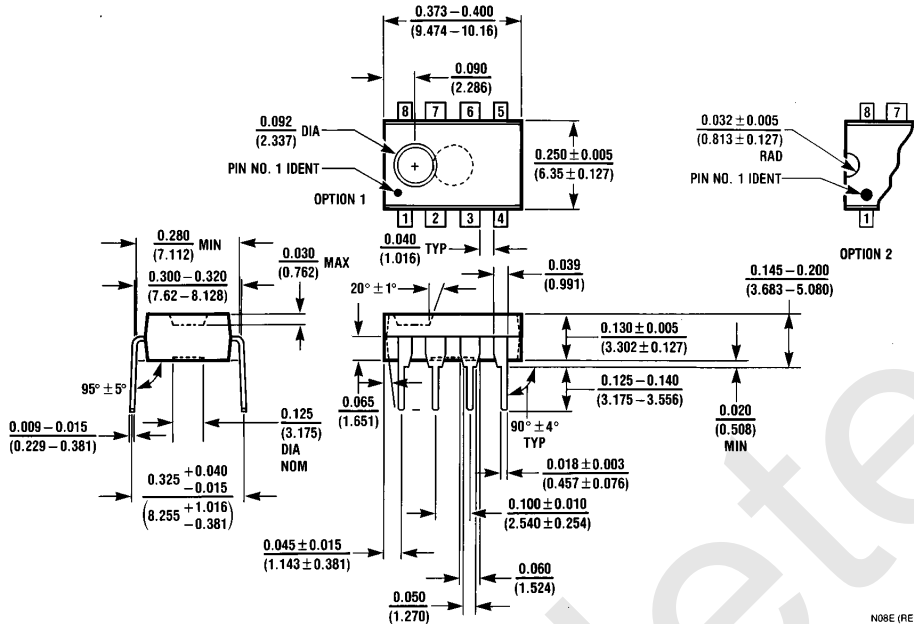 0.373 – 0.400
(9.474 – 10.16)
0.090
(2.286)
8 7 6 5
0.092 DIA
(2.337)
PIN NO. 1 IDENT
OPTION 1
1 2 3 4
0.250 ± 0.005
(6.35 ± 0.127)
8 7
0.032 ± 0.005
(0.813 ± 0.127)
RAD
PIN NO. 1 IDENT
1
OPTION 2
0.280 MIN
(7.112)
0.030 MAX
(0.762)
0.300 – 0.320
(7.62 – 8.128)
0.040 TYP
(1.016)
0.039
(0.991)
20° ± 1°
0.145 – 0.200
(3.683 – 5.080)
0.130 ± 0.005
(3.302 ± 0.127)
95° ± 5°
0.125 – 0.140
(3.175 – 3.556)
0.065
(1.651)
0.020
(0.508)
MIN
90° ± 4°
TYP
0.009 – 0.015
(0.229 – 0.381)
0.125
(3.175)
DIA
NOM
0.018 ± 0.003
(0.457 ± 0.076)
0.325 +0.040 -0.015
(8.255 +1.016 -0.381)
0.100 ± 0.010
(2.540 ± 0.254)
0.045 ± 0.015
(1.143 ± 0.381)
0.060
(1.524)
0.050
(1.270)
N08E (RE
lete